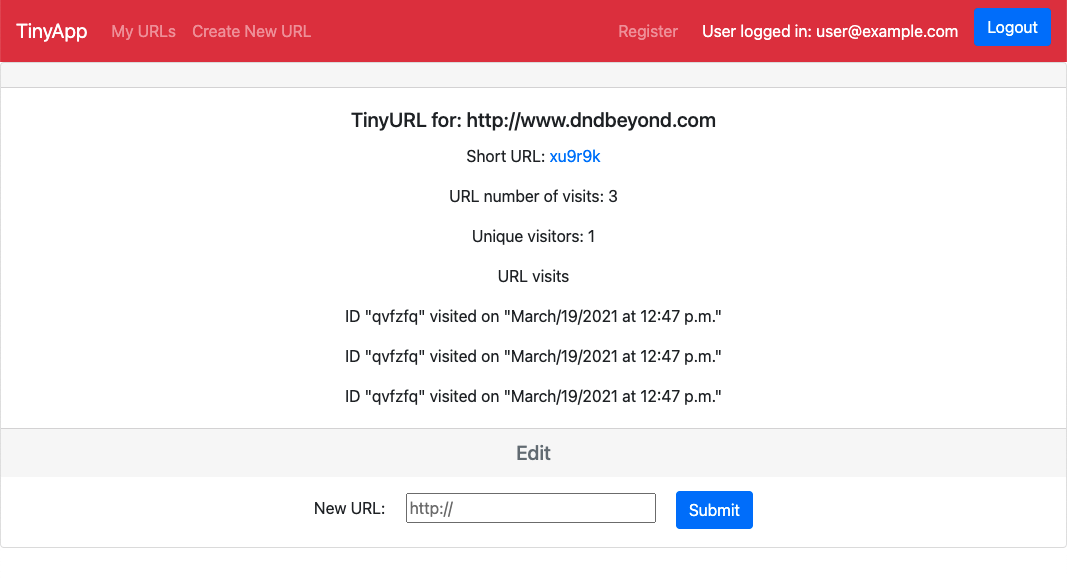 TinyApp My URLs Create New URL Register User logged in: user@example.com Logout
TinyURL for: http://www.dndbeyond.com
Short URL: xu9r9k
URL number of visits: 3
Unique visitors: 1
URL visits
ID "qvfzfq" visited on "March/19/2021 at 12:47 p.m."
ID "qvfzfq" visited on "March/19/2021 at 12:47 p.m."
ID "qvfzfq" visited on "March/19/2021 at 12:47 p.m."
Edit
New URL: http:// Submit